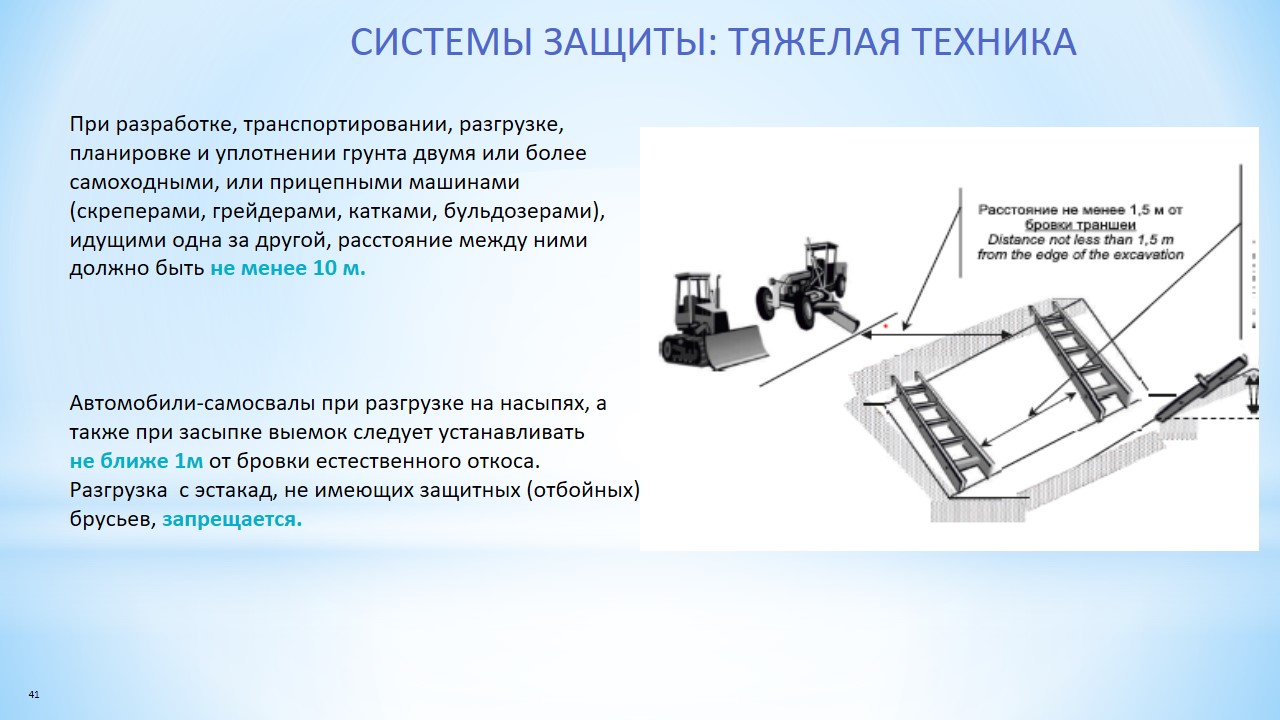 СИСТЕМЫ ЗАЩИТЫ: ТЯЖЕЛАЯ ТЕХНИКА
При разработке, транспортировании, разгрузке,
планировке и уплотнении грунта двумя или более
самоходными, или прицепными машинами
(скреперами, грейдерами, катками, бульдозерами),
идущими одна за другой, расстояние между ними
должно быть не менее 10 м.
Автомобили-самосвалы при разгрузке на насыпях, а
также при засыпке выемок следует устанавливать
не ближе 1м от бровки естественного откоса.
Разгрузка  с эстакад, не имеющих защитных (отбойных)
брусьев, запрещается.
Расстояние не менее 1,5 м от
бровки траншеи
Distance not less than 1,5 m
from the edge of the excavation
41